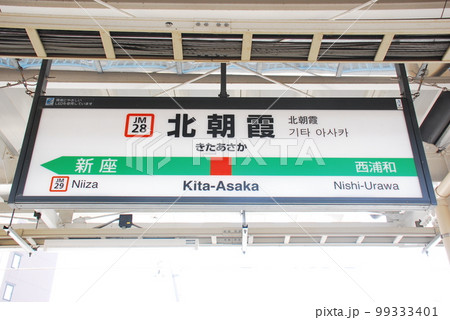 JM
28
北朝霞
きたあさか
北朝霞
기타 아사카
新座
西浦和
JM
29
Niiza
Kita-Asaka
Nishi-Urawa
PIXTA
99333401